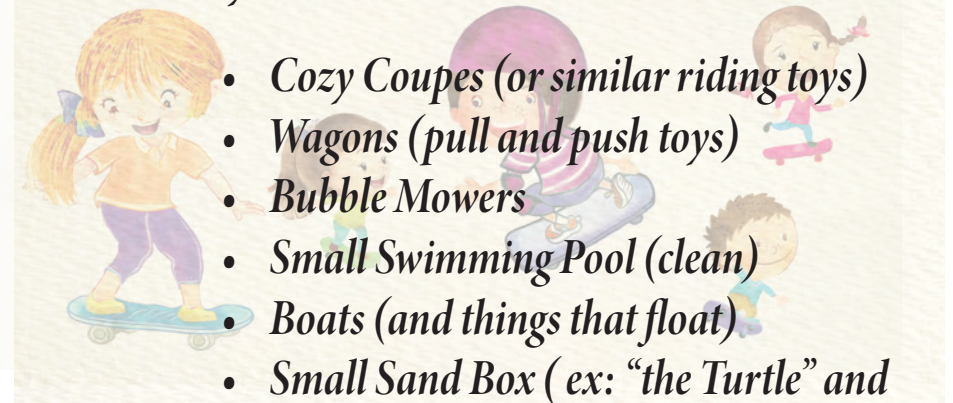 • Cozy Coupes (or similar riding toys)
• Wagons (pull and push toys)
• Bubble Mowers
• Small Swimming Pool (clean)
• Boats (and things that float)
• Small Sand Box ( ex: “the Turtle” and